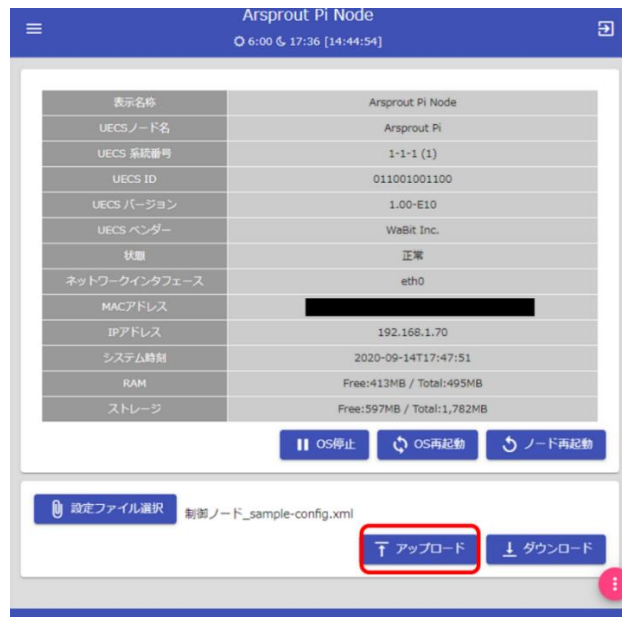 Arsprout Pi Node
6:00 17:36 [14:44:54]
表示名称 Arsprout Pi Node
UECSノード名 Arsprout Pi
UECS 系統番号 1-1-1 (1)
UECS ID 011001001100
UECS バージョン 1.00-E10
UECS ベンダー WaBit Inc.
状態 正常
ネットワークインタフェース eth0
MACアドレス
IPアドレス 192.168.1.70
システム時刻 2020-09-14T17:47:51
RAM Free:413MB / Total:495MB
ストレージ Free:597MB / Total:1,782MB
OS停止 OS再起動 ノード再起動
設定ファイル選択 制御ノード_sample-config.xml
アップロード ダウンロード